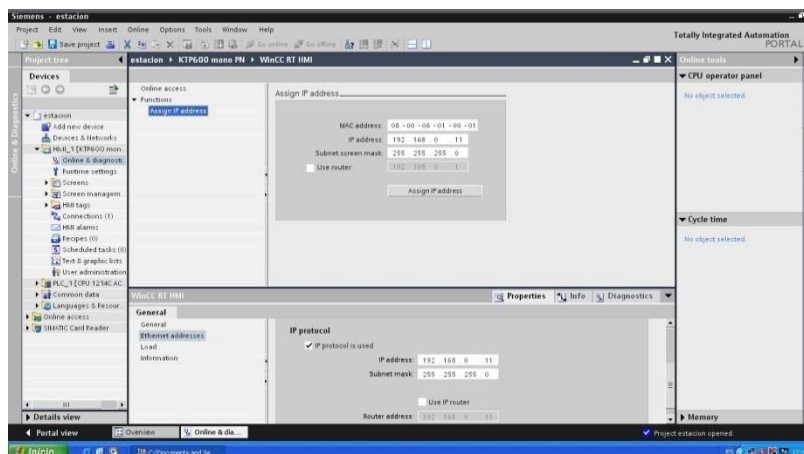 Siemens - estacion
Project Edit View Insert Online Options Tools Window Help
Save project Go online Go offline
Totally Integrated Automation
PORTAL
Project tree
estacion KTP600 mono PN WinCC RT HMI
Online tools
Devices
Online & Diagnostics
estacion
Add new device
Devices & Networks
HMI_1 [KTP600 mon
Online & diagnosti
Runtime settings
Screens
Screen managem
HMI tags
Connections (1)
HMI alarms
Recipes (0)
Scheduled tasks (0)
Text & graphic lists
User administration
PLC_1 [CPU 1214C AC
Common data
Languages & Resour
Online access
SIMATIC Card Reader
Details view
Online access
Functions
Assign IP address
Assign IP address
MAC address: 08 -00 -06 -01 -00 -01
IP address: 192 . 168 . 0 . 11
Subnet screen mask: 255 . 255 . 255 . 0
Use router: 192 . 168 . 0 . 1
Assign IP address
CPU operator panel
No object selected.
Cycle time
No object selected.
Memory
WinCC RT HMI
Properties Info Diagnostics
General
General
Ethernet addresses
Load
Information
IP protocol
IP protocol is used
IP address: 192 . 168 . 0 . 11
Subnet mask: 255 . 255 . 255 . 0
Use IP router
Router address: 192 . 168 . 0 . 11
Portal view Overview Online & dia...
Project estacion opened.
Inicio C:\Documents and Se...
ES